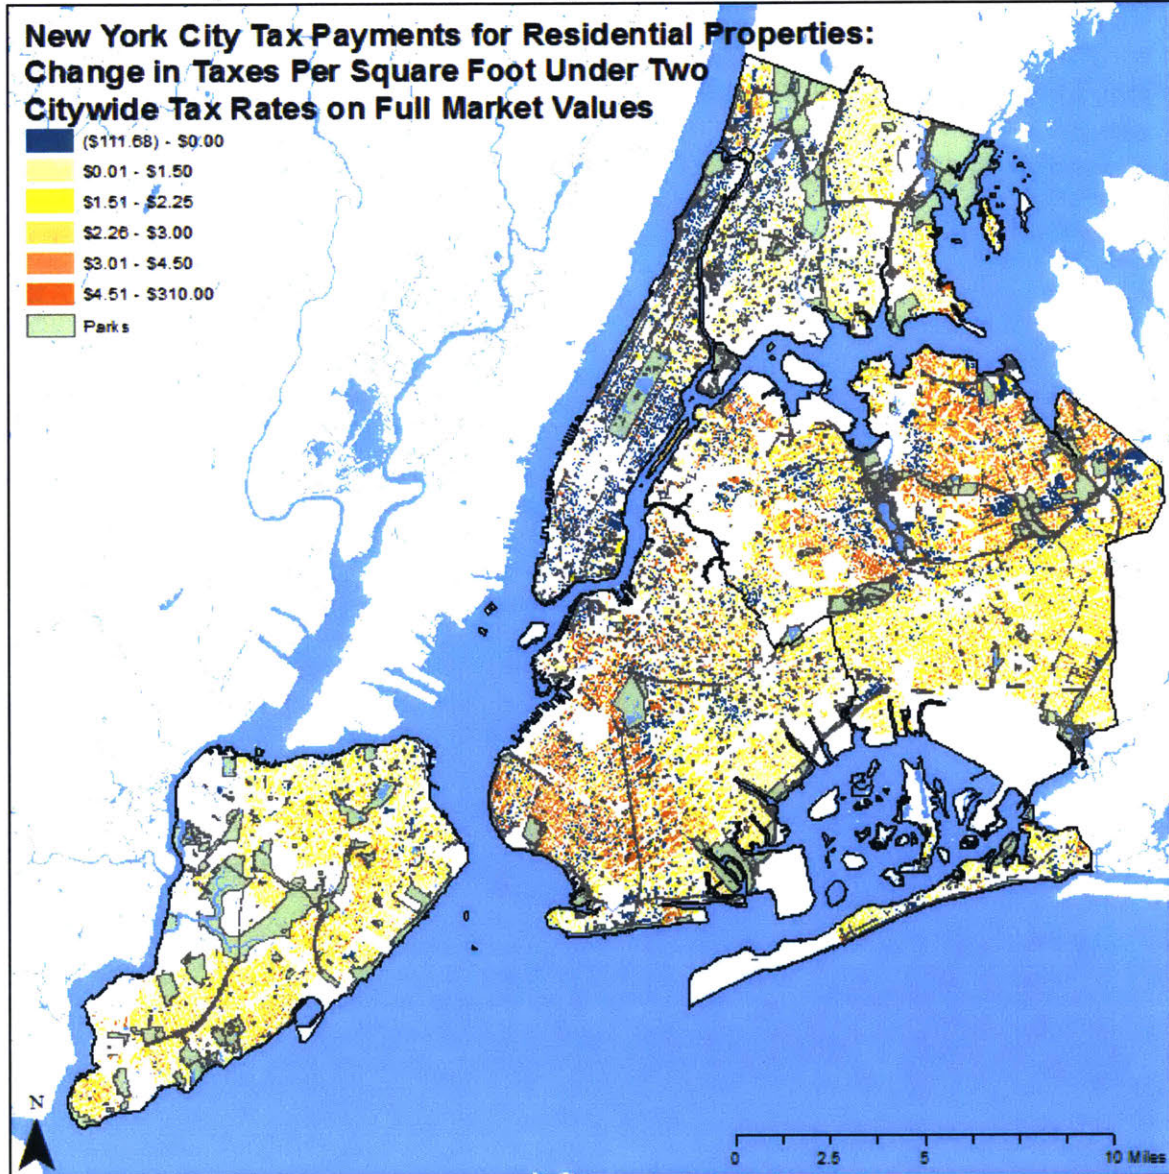 New York City Tax Payments for Residential Properties:
Change in Taxes Per Square Foot Under Two
Citywide Tax Rates on Full Market Values
($111.68) - $0.00
$0.01 - $1.50
$1.51 - $2.25
$2.26 - $3.00
$3.01 - $4.50
$4.51 - $310.00
Parks
N
0 2.5 5 10 Miles